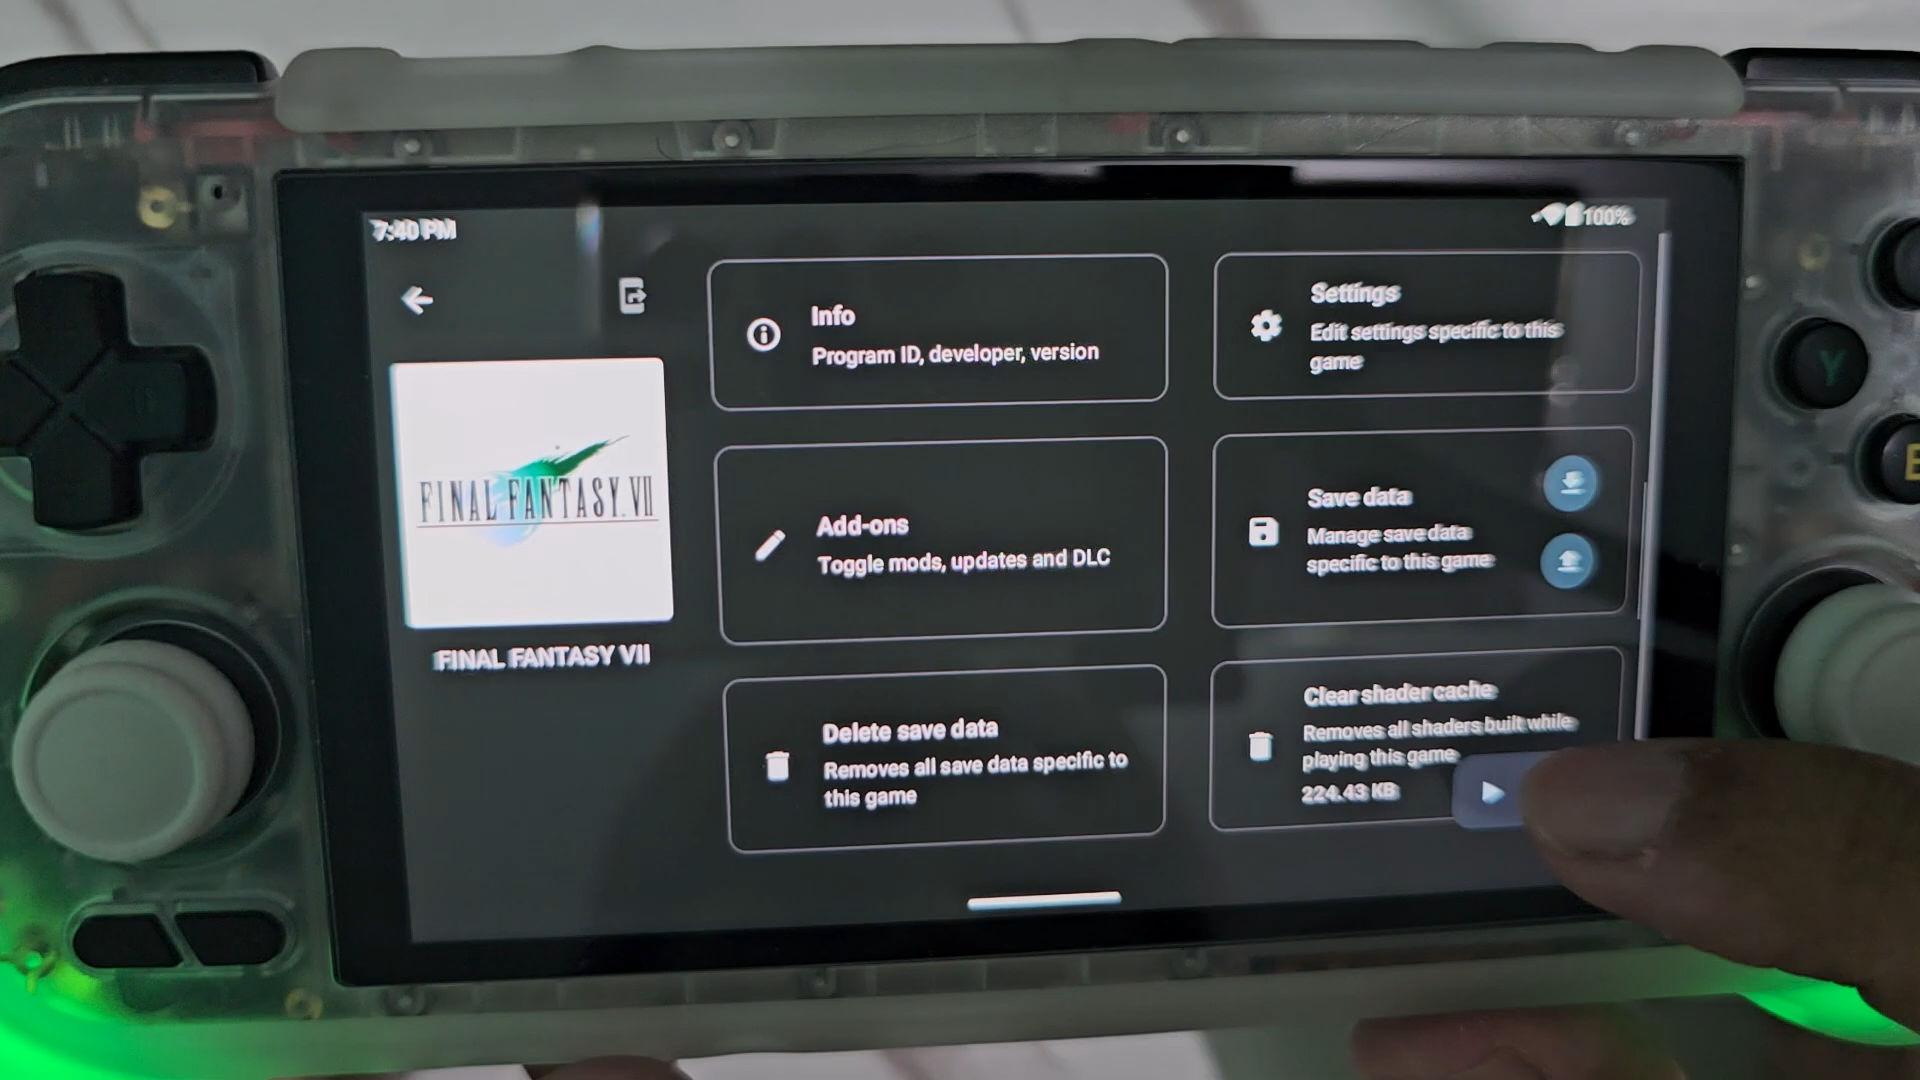 7:40 PM
100%
Info
Program ID, developer, version
Settings
Edit settings specific to this
game
FINAL FANTASY.VII
FINAL FANTASY VII
Add-ons
Toggle mods, updates and DLC
Save data
Manage save data
specific to this game
Delete save data
Removes all save data specific to
this game
Clear shader cache
Removes all shaders built while
playing this game
224.43 KB
Y